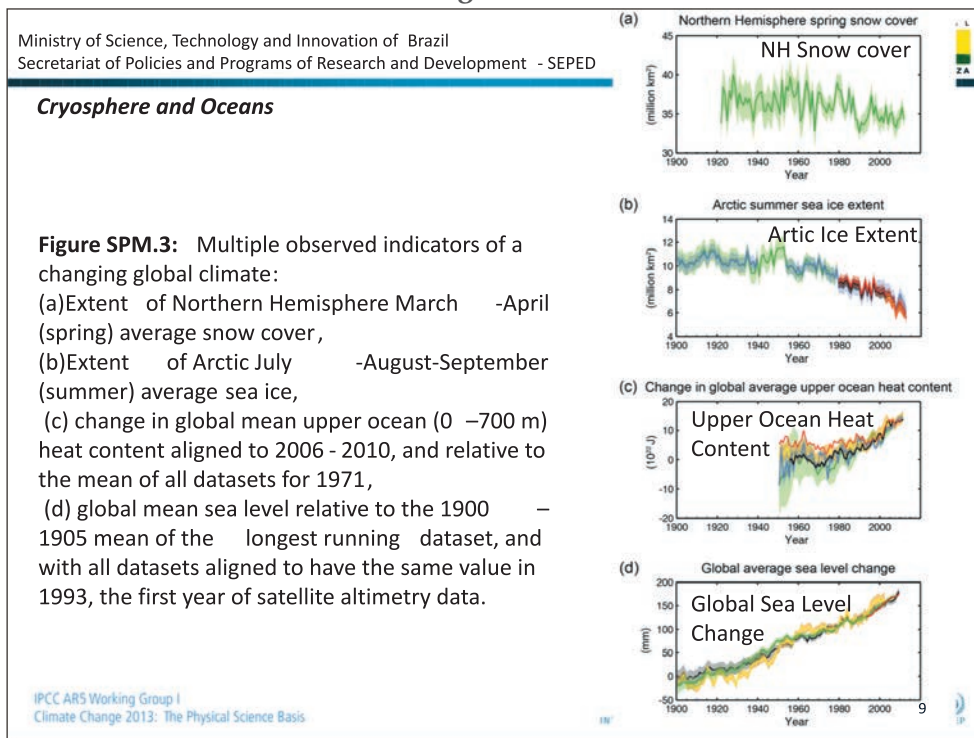 Ministry of Science, Technology and Innovation of Brazil
Secretariat of Policies and Programs of Research and Development - SEPED
Cryosphere and Oceans
Figure SPM.3: Multiple observed indicators of a
changing global climate:
(a)Extent of Northern Hemisphere March -April
(spring) average snow cover,
(b)Extent of Arctic July -August-September
(summer) average sea ice,
(c) change in global mean upper ocean (0 –700 m)
heat content aligned to 2006 - 2010, and relative to
the mean of all datasets for 1971,
(d) global mean sea level relative to the 1900 –
1905 mean of the longest running dataset, and
with all datasets aligned to have the same value in
1993, the first year of satellite altimetry data.
IPCC AR5 Working Group I
Climate Change 2013: The Physical Science Basis
(a) Northern Hemisphere spring snow cover
NH Snow cover
(million km²)
45
40
35
30
1900 1920 1940 1960 1980 2000
Year
(b) Arctic summer sea ice extent
Artic Ice Extent
(million km²)
14
12
10
8
6
4
1900 1920 1940 1960 1980 2000
Year
(c) Change in global average upper ocean heat content
Upper Ocean Heat
Content
(10²² J)
20
10
0
-10
-20
1900 1920 1940 1960 1980 2000
Year
(d) Global average sea level change
Global Sea Level
Change
(mm)
200
150
100
50
0
-50
1900 1920 1940 1960 1980 2000
Year
9
L
Z A
IN
EP